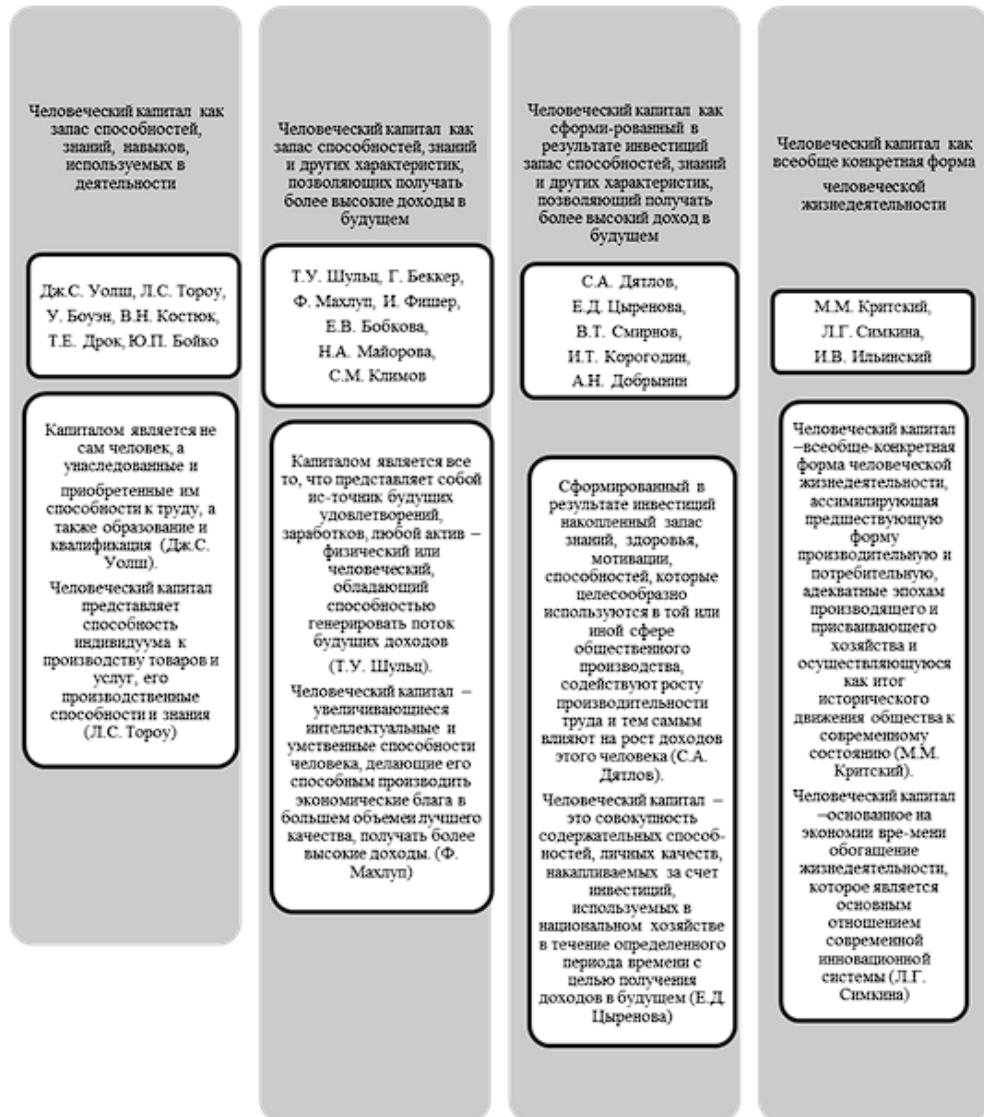 Человеческий капитал как
запас способностей,
знаний, навыков,
используемых в
деятельности
Дж.С. Уолш, Л.С. Тороу,
У. Боуэн, В.Н. Костюк,
Т.Е. Дрок, Ю.П. Бойко
Капиталом является не
сам человек, а
унаследованные и
приобретенные им
способности к труду, а
также образование и
квалификация (Дж.С.
Уолш).
Человеческий капитал
представляет
способность
индивидуума к
производству товаров и
услуг, его
производственные
способности и знания
(Л.С. Тороу)
Человеческий капитал как
запас способностей, знаний
и других характеристик,
позволяющих получать
более высокие доходы в
будущем
Т.У. Шульц, Г. Беккер,
Ф. Махлуп, И. Фишер,
Е.В. Бобкова,
Н.А. Майорова,
С.М. Климов
Капиталом является все
то, что представляет собой
ис-точник будущих
удовлетворений,
заработков, любой актив –
физический или
человеческий,
обладающий
способностью
генерировать поток
будущих доходов
(Т.У. Шульц).
Человеческий капитал –
увеличивающиеся
интеллектуальные и
умственные способности
человека, делающие его
способным производить
экономические блага в
большем объемеи лучшего
качества, получать более
высокие доходы. (Ф.
Махлуп)
Человеческий капитал как
сформи-рованный в
результате инвестиций
запас способностей, знаний
и других характеристик,
позволяющий получать
более высокий доход в
будущем
С.А. Дятлов,
Е.Д. Цыренова,
В.Т. Смирнов,
И.Т. Корогодин,
А.Н. Добрынин
Сформированный в
результате инвестиций
накопленный запас
знаний, здоровья,
мотивации,
способностей, которые
целесообразно
используются в той или
иной сфере
общественного
производства,
содействуют росту
производительности
труда и тем самым
влияют на рост доходов
этого человека (С.А.
Дятлов).
Человеческий капитал –
это совокупность
содержательных способ-
ностей, личных качеств,
накапливаемых за счет
инвестиций,
используемых в
национальном хозяйстве
в течение определенного
периода времени с
целью получения
доходов в будущем (Е.Д.
Цыренова)
Человеческий капитал как
всеобще конкретная форма
человеческой
жизнедеятельности
М.М. Критский,
Л.Г. Симкина,
И.В. Ильинский
Человеческий капитал
–всеобще-конкретная
форма человеческой
жизнедеятельности,
ассимилирующая
предшествующую
форму
производительную и
потребительную,
адекватные эпохам
производящего и
присваивающего
хозяйства и
осуществляющуюся
как итог
исторического
движения общества к
современному
состоянию (М.М.
Критский).
Человеческий капитал
–основанное на
экономии вре-мени
обогащение
жизнедеятельности,
которое является
основным
отношением
современной
инновационной
системы (Л.Г.
Симкина)